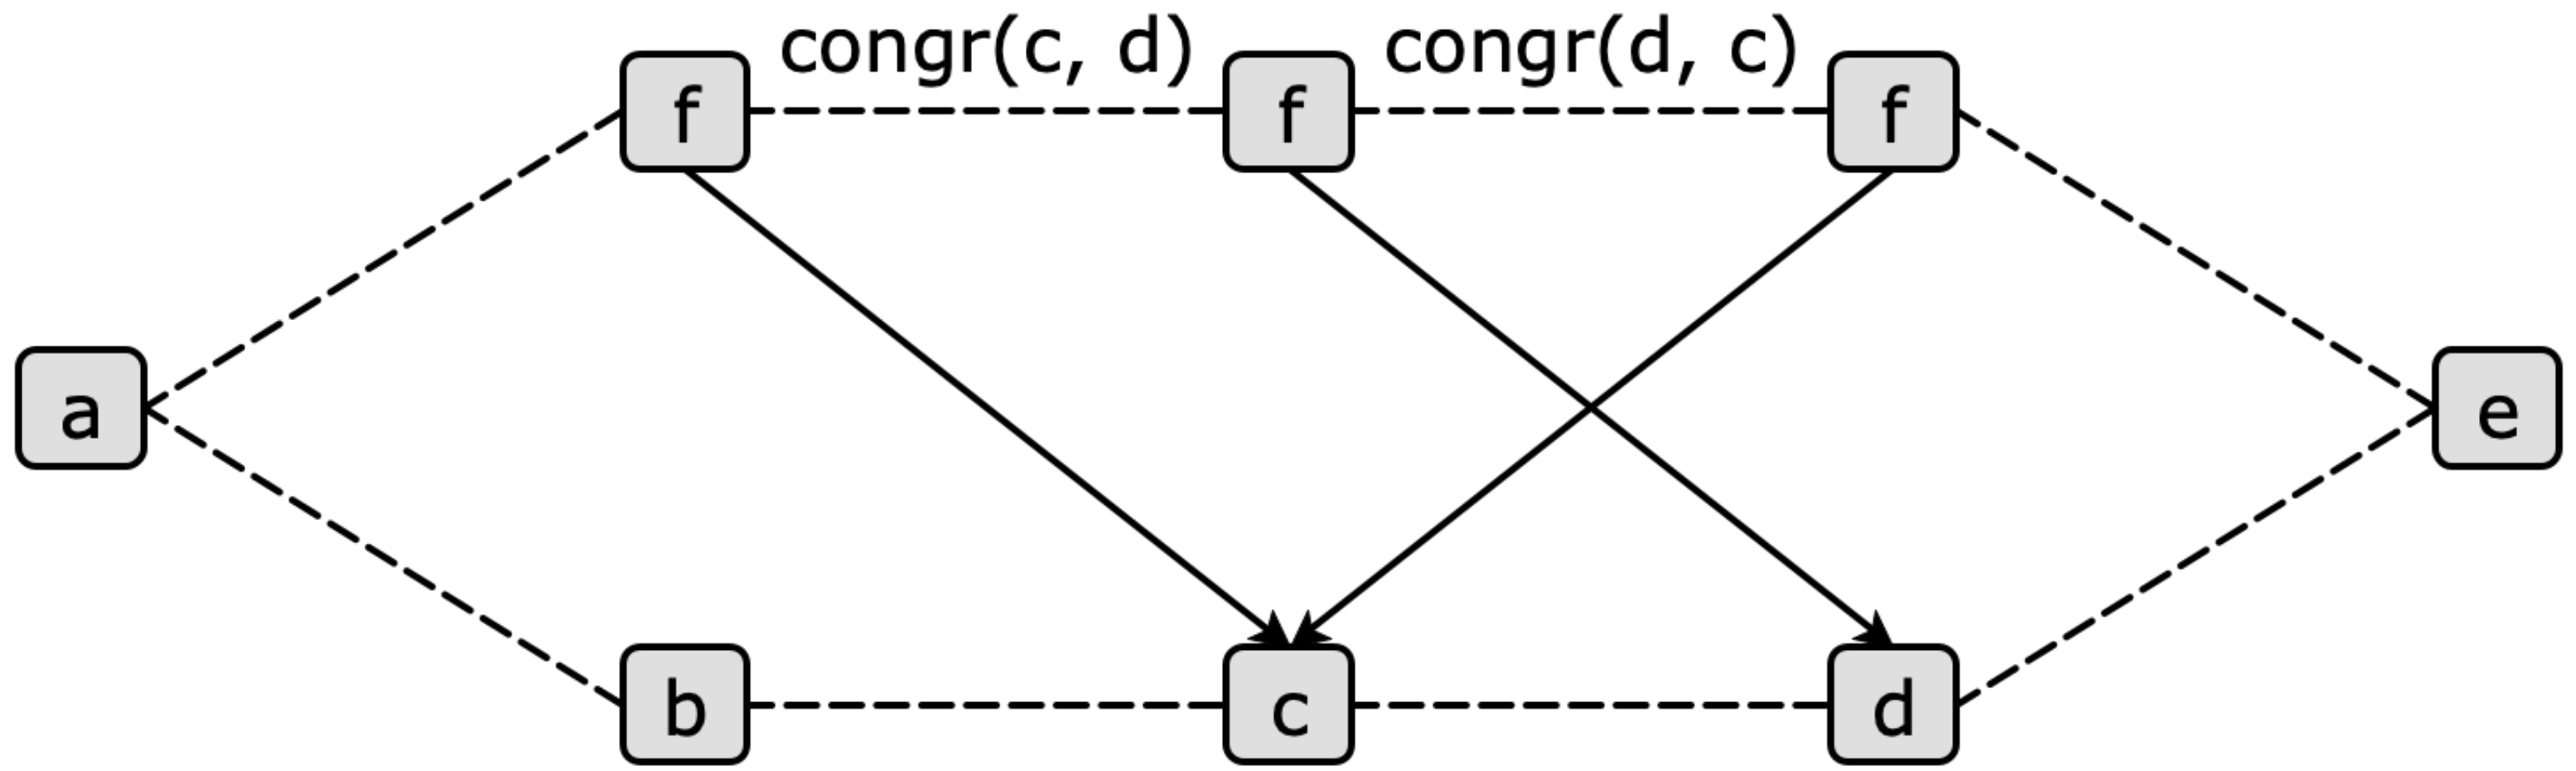 congr(c, d) congr(d, c)
f f f
a e
b c d